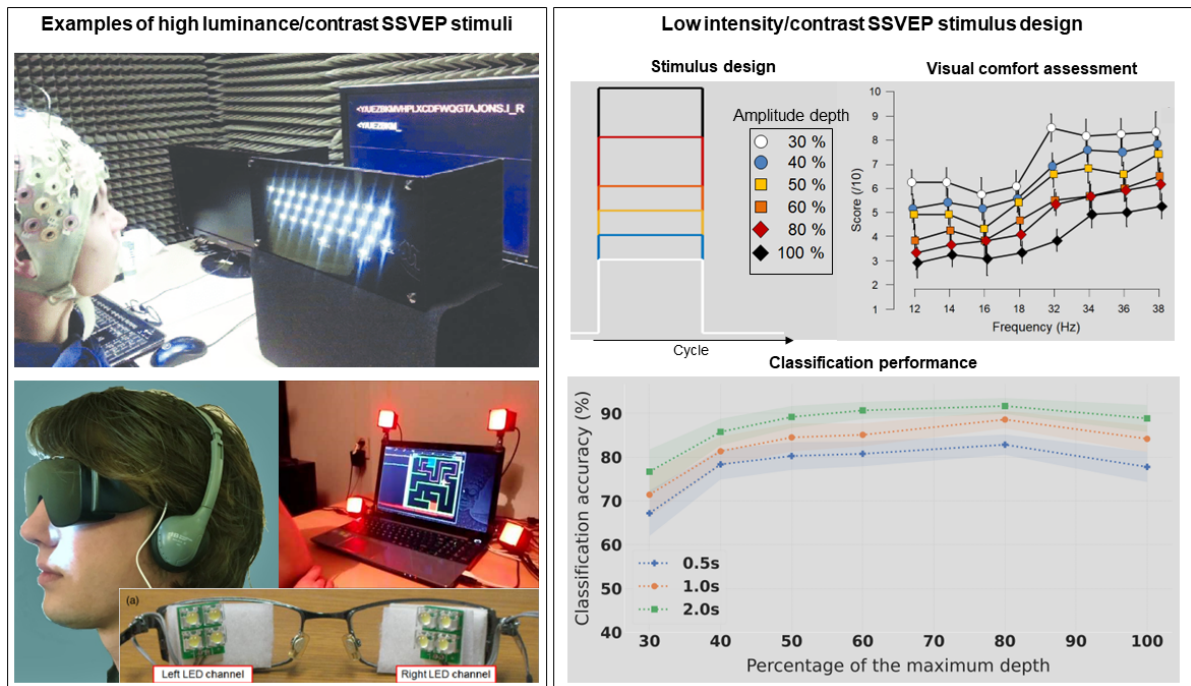 Examples of high luminance/contrast SSVEP stimuli
(a)
Left LED channel
Right LED channel
Low intensity/contrast SSVEP stimulus design
Stimulus design
Amplitude depth
30 %
40 %
50 %
60 %
80 %
100 %
Cycle
Visual comfort assessment
Score (/10)
10
9
8
7
6
5
4
3
2
1
12 14 16 18 32 34 36 38
Frequency (Hz)
Classification performance
Classification accuracy (%)
90
80
70
60
50
40
0.5s
1.0s
2.0s
30 40 50 60 70 80 90 100
Percentage of the maximum depth